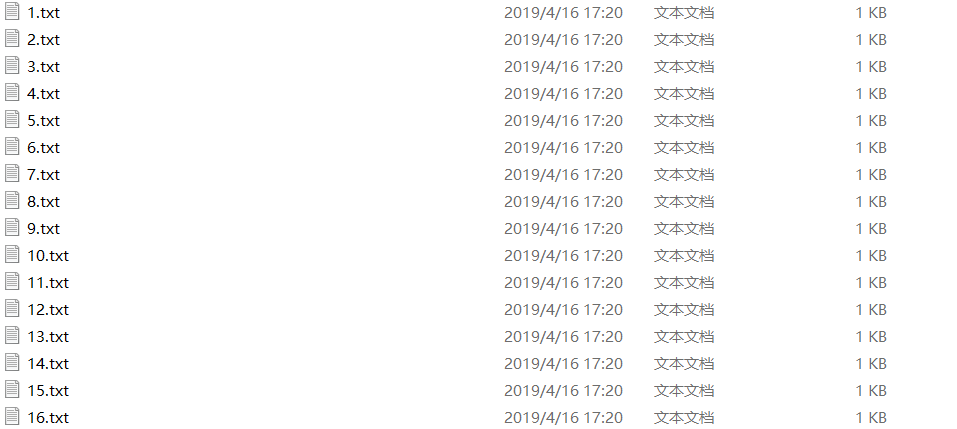 1.txt 2019/4/16 17:20 文本文档 1 KB
2.txt 2019/4/16 17:20 文本文档 1 KB
3.txt 2019/4/16 17:20 文本文档 1 KB
4.txt 2019/4/16 17:20 文本文档 1 KB
5.txt 2019/4/16 17:20 文本文档 1 KB
6.txt 2019/4/16 17:20 文本文档 1 KB
7.txt 2019/4/16 17:20 文本文档 1 KB
8.txt 2019/4/16 17:20 文本文档 1 KB
9.txt 2019/4/16 17:20 文本文档 1 KB
10.txt 2019/4/16 17:20 文本文档 1 KB
11.txt 2019/4/16 17:20 文本文档 1 KB
12.txt 2019/4/16 17:20 文本文档 1 KB
13.txt 2019/4/16 17:20 文本文档 1 KB
14.txt 2019/4/16 17:20 文本文档 1 KB
15.txt 2019/4/16 17:20 文本文档 1 KB
16.txt 2019/4/16 17:20 文本文档 1 KB